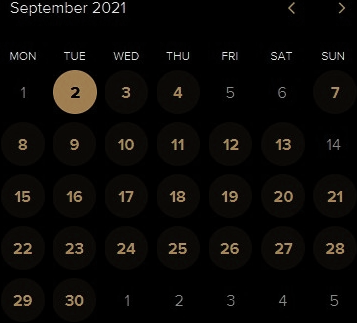 September 2021
MON TUE WED THU FRI SAT SUN
1 2 3 4 5 6 7
8 9 10 11 12 13 14
15 16 17 18 19 20 21
22 23 24 25 26 27 28
29 30 1 2 3 4 5